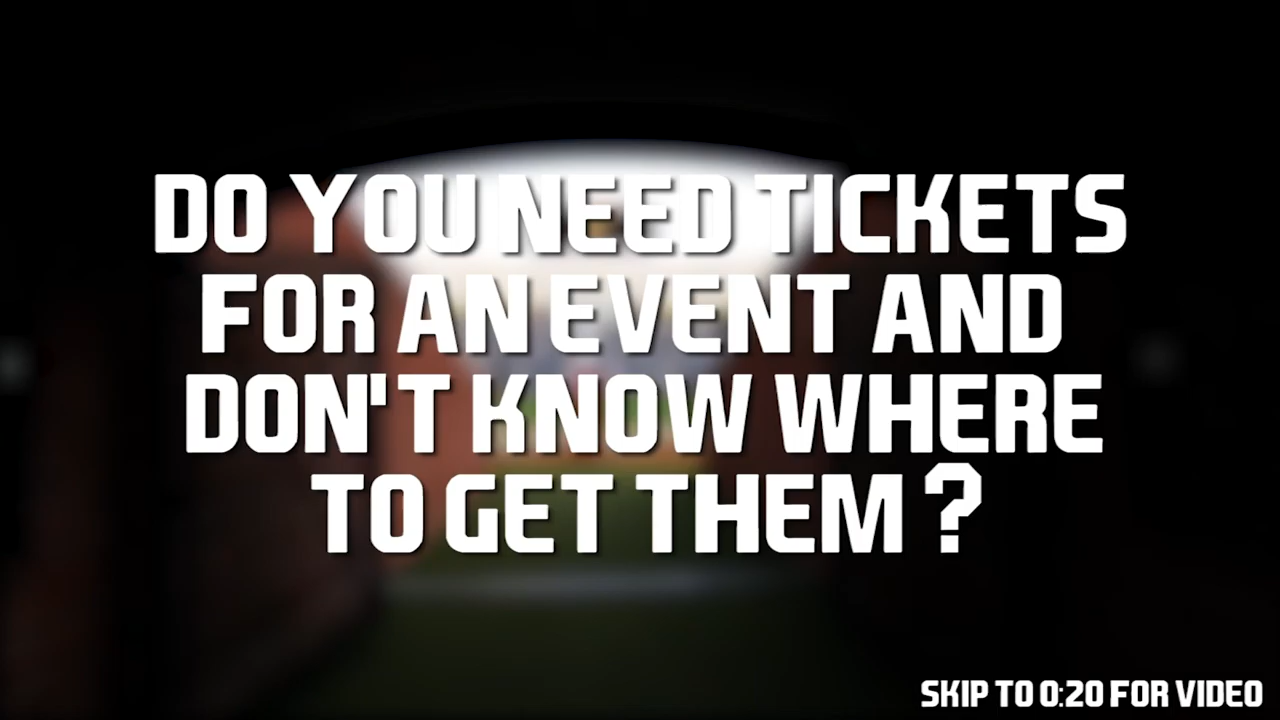 DO YOU NEED TICKETS
FOR AN EVENT AND
DON'T KNOW WHERE
TO GET THEM?
SKIP TO 0:20 FOR VIDEO